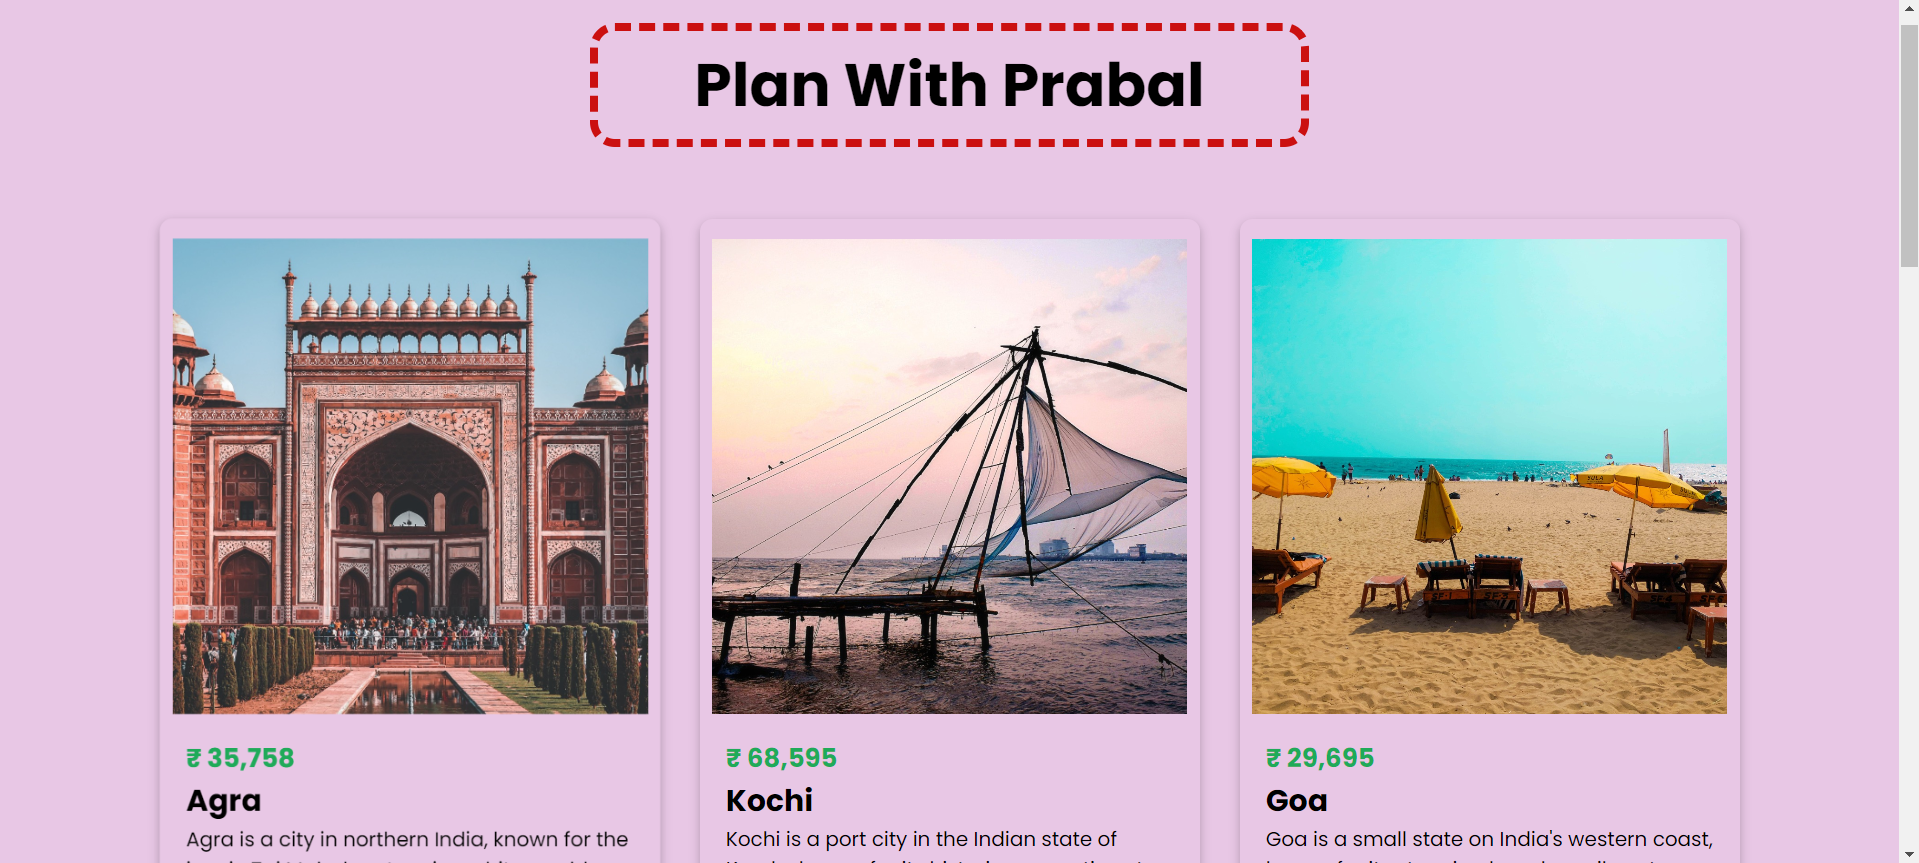 Plan With Prabal
₹ 35,758
Agra
Agra is a city in northern India, known for the
₹ 68,595
Kochi
Kochi is a port city in the Indian state of
₹ 29,695
Goa
Goa is a small state on India's western coast,
SULA